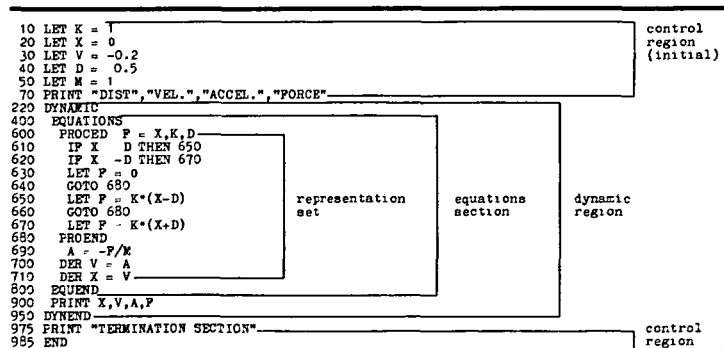 10 LET K = 1
control
20 LET X = 0
region
30 LET V = -0.2
(initial)
40 LET D = 0.5
50 LET M = 1
70 PRINT "DIST","VEL.","ACCEL.","FORCE"
220 DYNAMIC
400 EQUATIONS
600 PROCED F = X,K,D
610 IF X D THEN 650
620 IF X -D THEN 670
630 LET F = 0
640 GOTO 680
650 LET F = K*(X-D)
representation
equations
dynamic
660 GOTO 680
set
section
region
670 LET F - K*(X+D)
680 PROEND
690 A = -F/M
700 DER V = A
710 DER X = V
800 EQUEND
900 PRINT X,V,A,F
950 DYNEND
975 PRINT "TERMINATION SECTION"
control
985 END
region